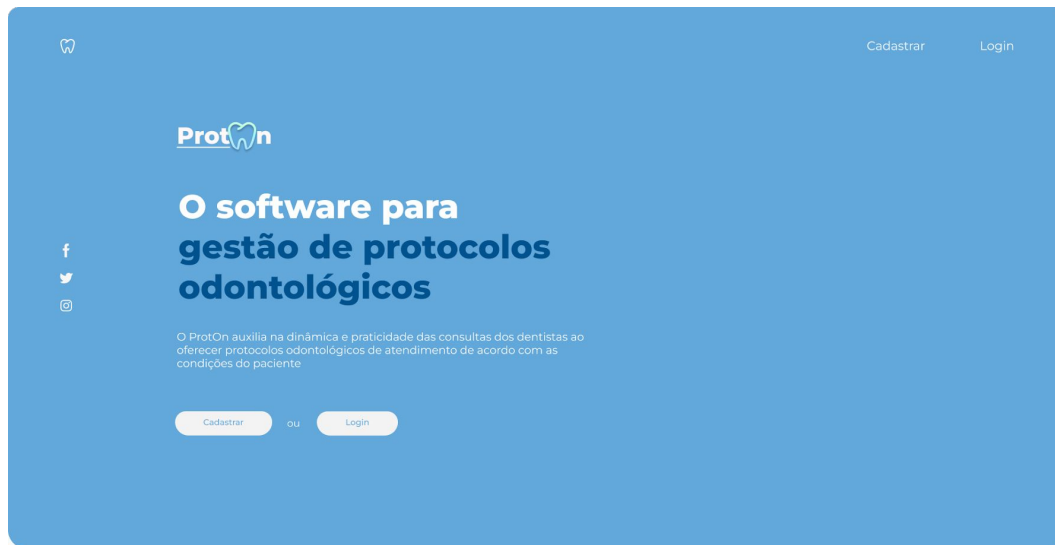 Cadastrar Login
ProtOn
O software para
gestão de protocolos
odontológicos
O ProtOn auxilia na dinâmica e praticidade das consultas dos dentistas ao
oferecer protocolos odontológicos de atendimento de acordo com as
condições do paciente
Cadastrar ou Login